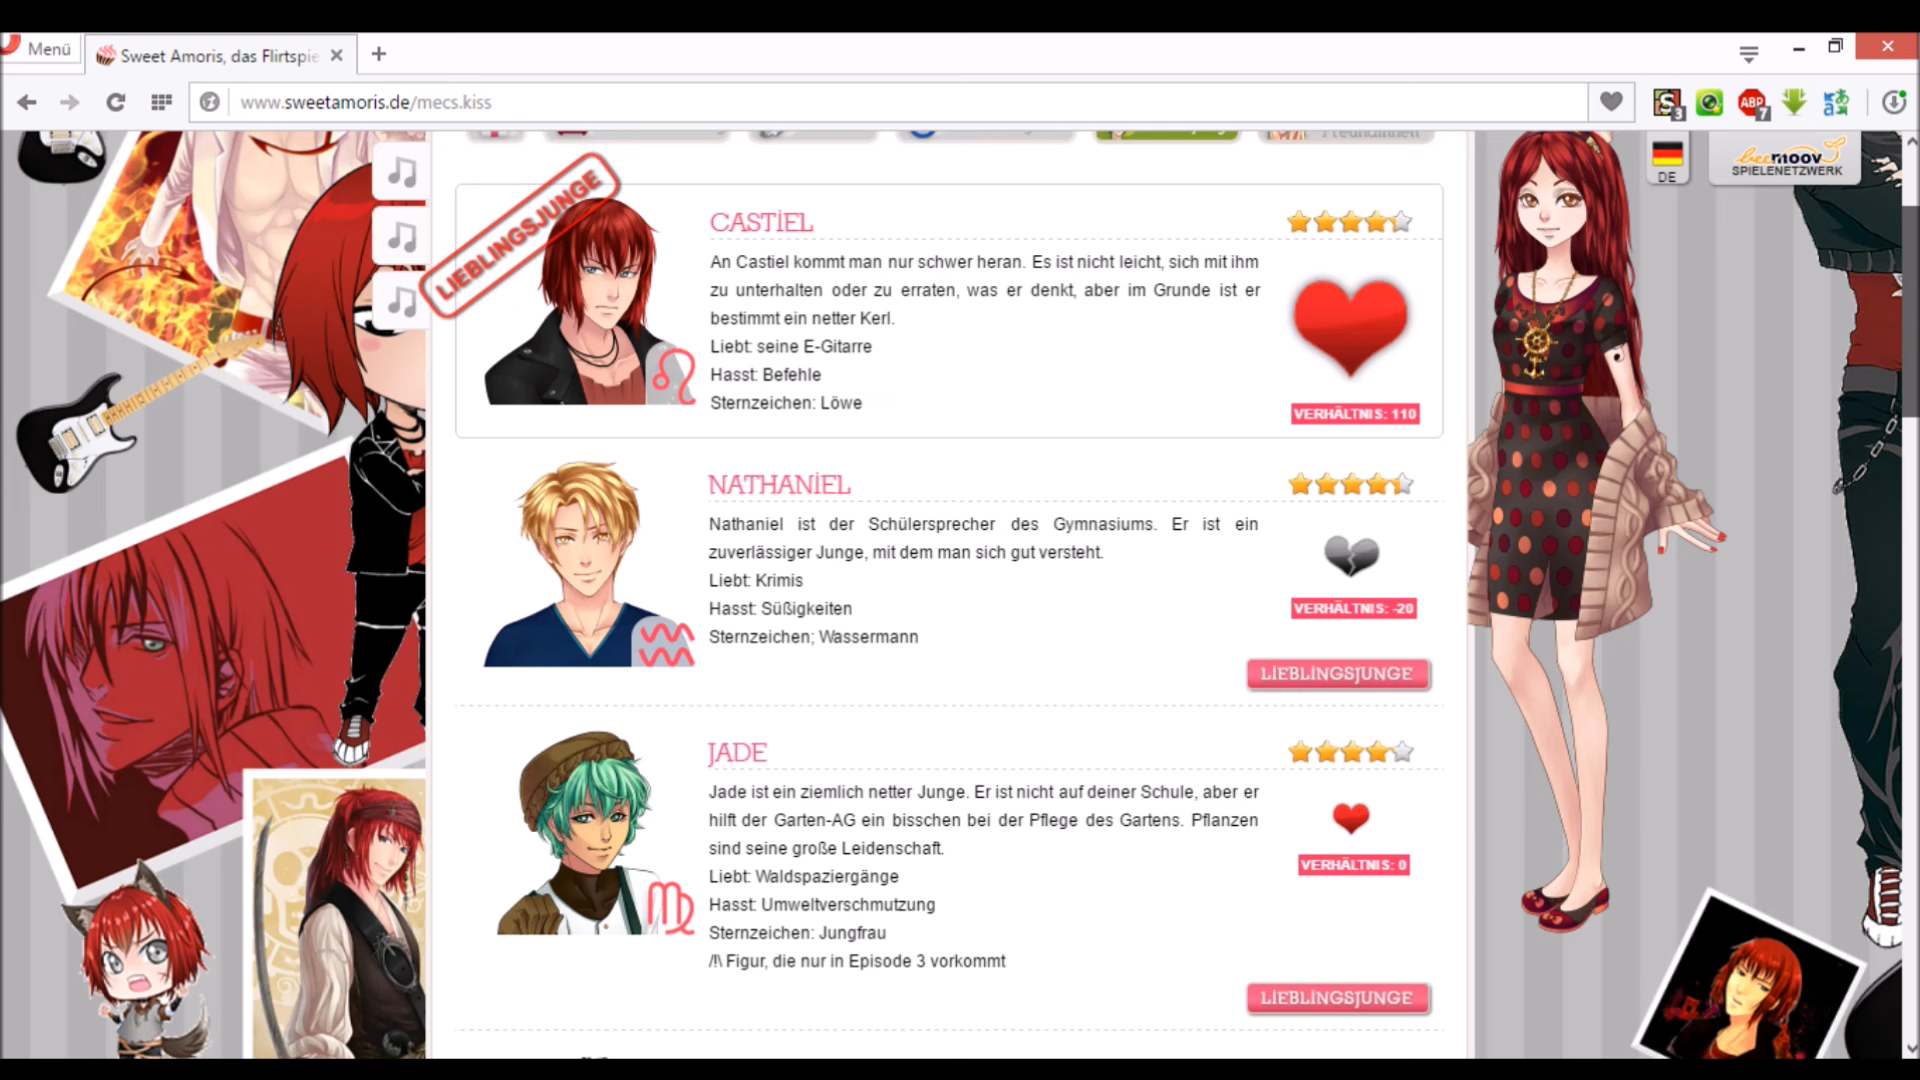 Menü
Sweet Amoris, das Flirtspie
www.sweetamoris.de/mecs.kiss
S 3
ABP 7
DE
beemoov
SPIELENETZWERK
LIEBLINGSJUNGE
CASTIEL
An Castiel kommt man nur schwer heran. Es ist nicht leicht, sich mit ihm
zu unterhalten oder zu erraten, was er denkt, aber im Grunde ist er
bestimmt ein netter Kerl.
Liebt: seine E-Gitarre
Hasst: Befehle
Sternzeichen: Löwe
VERHÄLTNIS: 110
NATHANIEL
Nathaniel ist der Schülersprecher des Gymnasiums. Er ist ein
zuverlässiger Junge, mit dem man sich gut versteht.
Liebt: Krimis
Hasst: Süßigkeiten
Sternzeichen; Wassermann
VERHÄLTNIS: -20
LIEBLINGSJUNGE
JADE
Jade ist ein ziemlich netter Junge. Er ist nicht auf deiner Schule, aber er
hilft der Garten-AG ein bisschen bei der Pflege des Gartens. Pflanzen
sind seine große Leidenschaft.
Liebt: Waldspaziergänge
Hasst: Umweltverschmutzung
Sternzeichen: Jungfrau
/!\ Figur, die nur in Episode 3 vorkommt
VERHÄLTNIS: 0
LIEBLINGSJUNGE